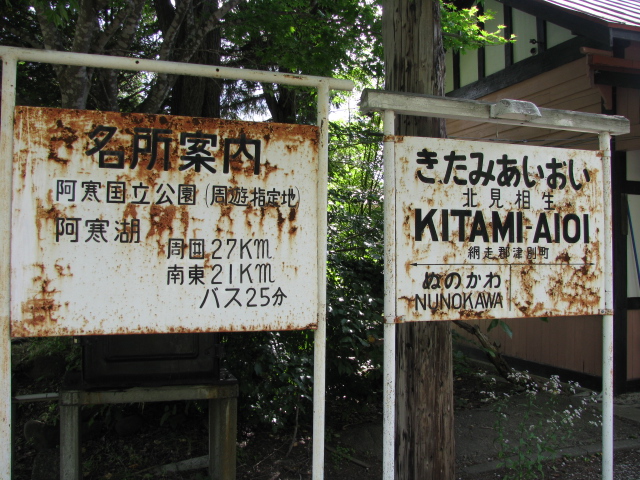 名所案内
阿寒国立公園(周遊指定地)
阿寒湖
周囲27KM
南東21KM
バス25分
きたみあいおい
北見相生
KITAMI-AIOI
網走郡津別町
ぬのかわ
NUNOKAWA